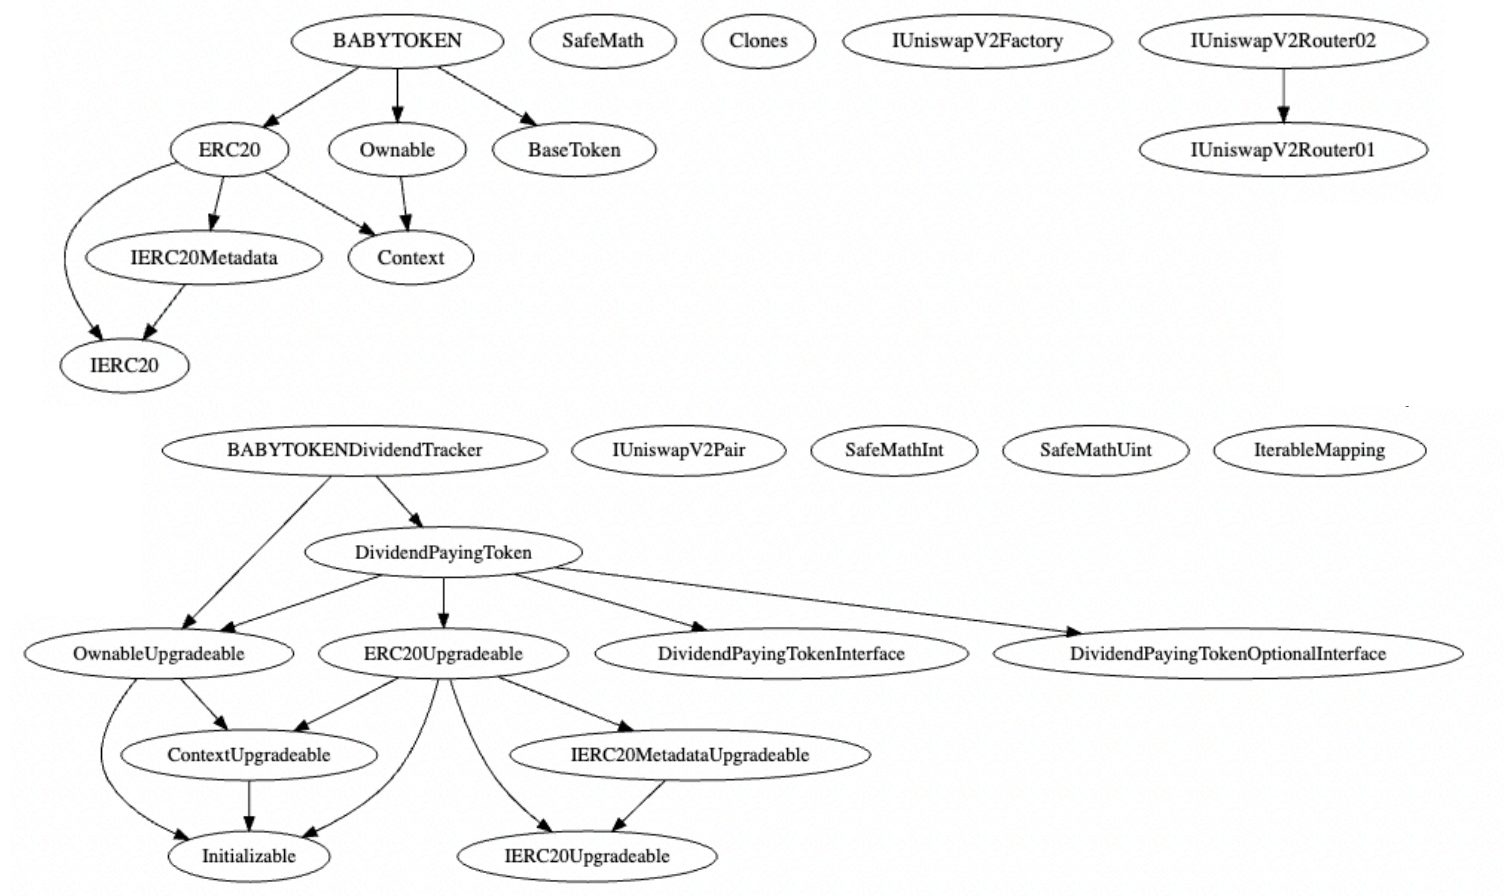 BABYTOKEN
SafeMath
Clones
IUniswapV2Factory
IUniswapV2Router02
ERC20
Ownable
BaseToken
IUniswapV2Router01
IERC20Metadata
Context
IERC20
BABYTOKENDividendTracker
IUniswapV2Pair
SafeMathInt
SafeMathUint
IterableMapping
DividendPayingToken
OwnableUpgradeable
ERC20Upgradeable
DividendPayingTokenInterface
DividendPayingTokenOptionalInterface
ContextUpgradeable
IERC20MetadataUpgradeable
Initializable
IERC20Upgradeable